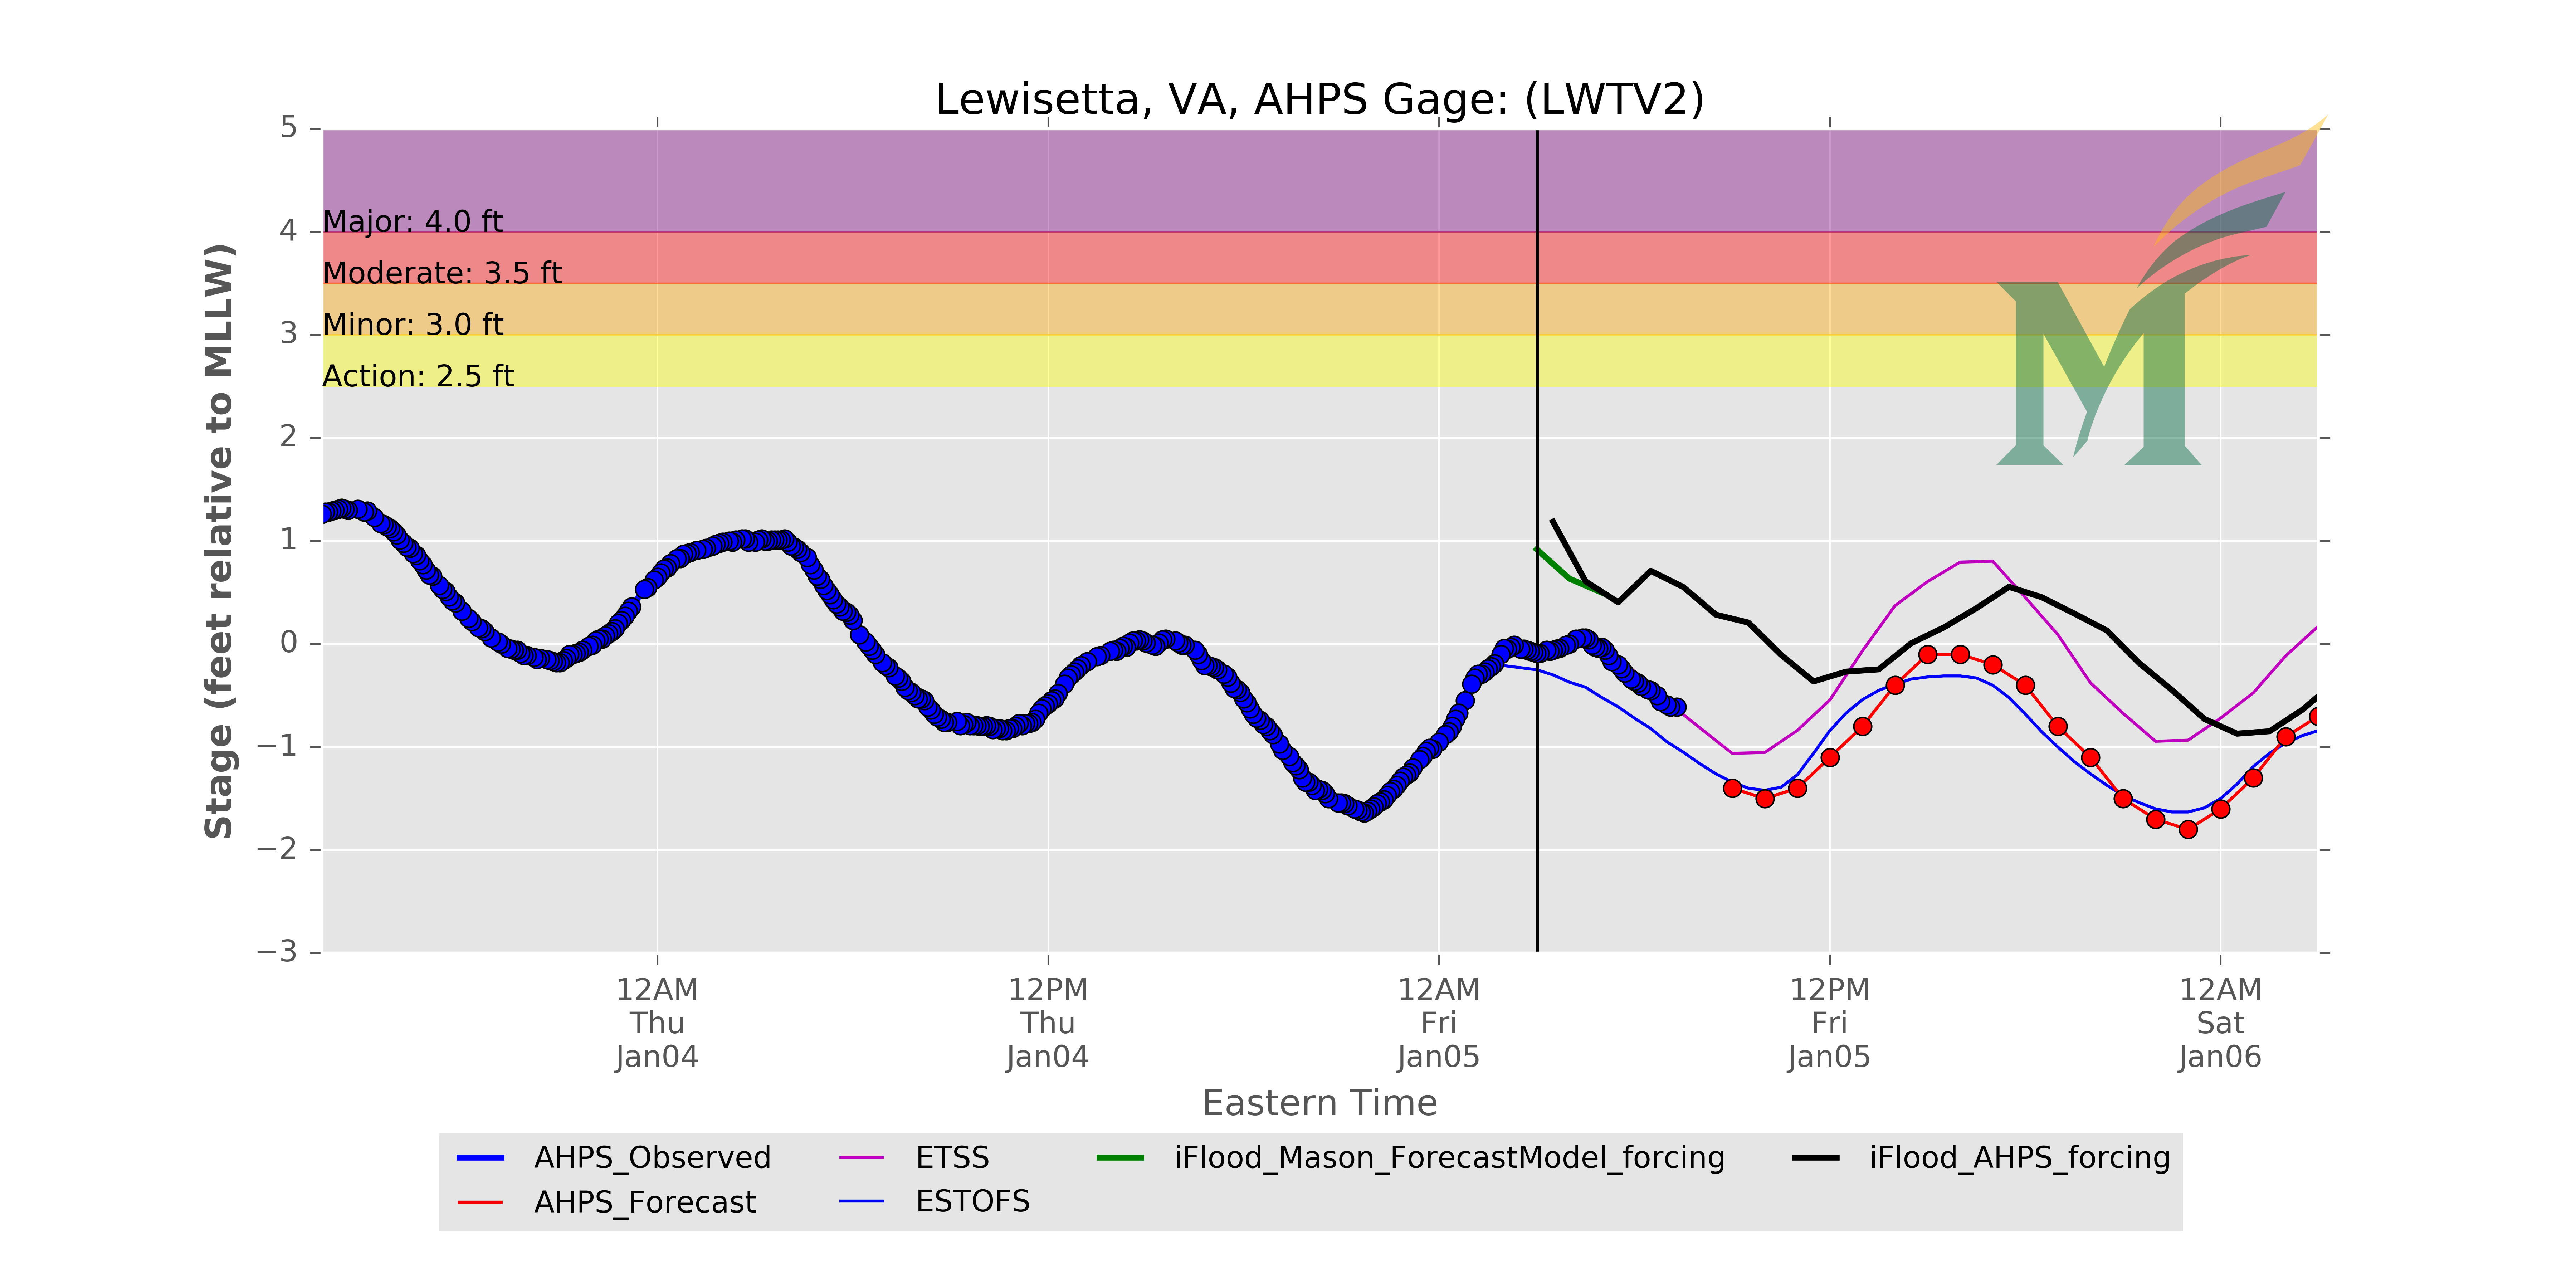 Lewisetta, VA, AHPS Gage: (LWTV2)
5
Major: 4.0 ft
4
Moderate: 3.5 ft
Minor: 3.0 ft
3
Action: 2.5 ft
2
1
0
−1
−2
−3
Stage (feet relative to MLLW)
12AM 12PM 12AM 12PM 12AM
Thu Thu Fri Fri Sat
Jan04 Jan04 Jan05 Jan05 Jan06
Eastern Time
AHPS_Observed ETSS iFlood_Mason_ForecastModel_forcing iFlood_AHPS_forcing
AHPS_Forecast ESTOFS
M